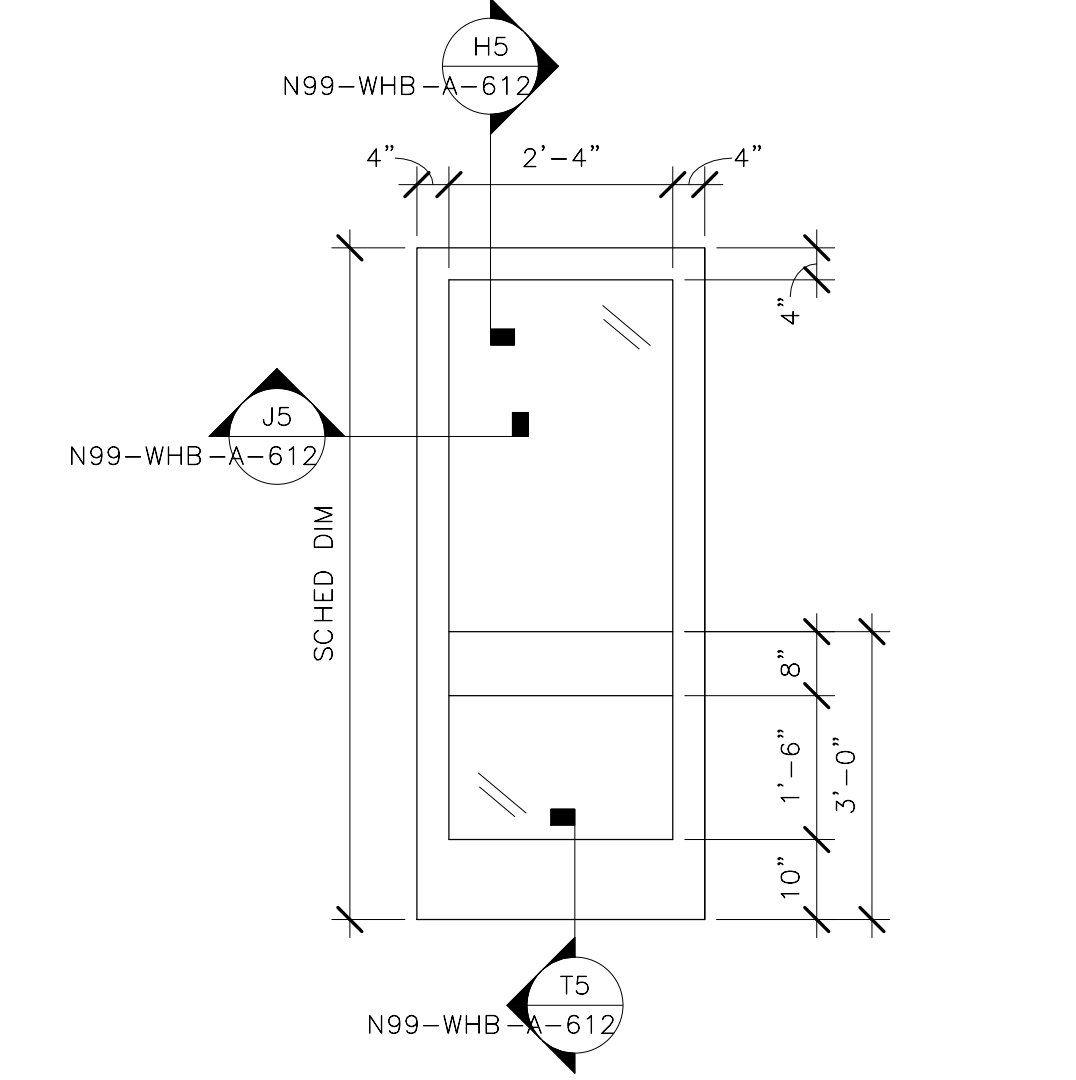 H5
N99-WHB-A-612
4" 2'-4" 4"
4"
J5
N99-WHB-A-612
SCHED DIM
8"
1'-6"
3'-0"
10"
T5
N99-WHB-A-612